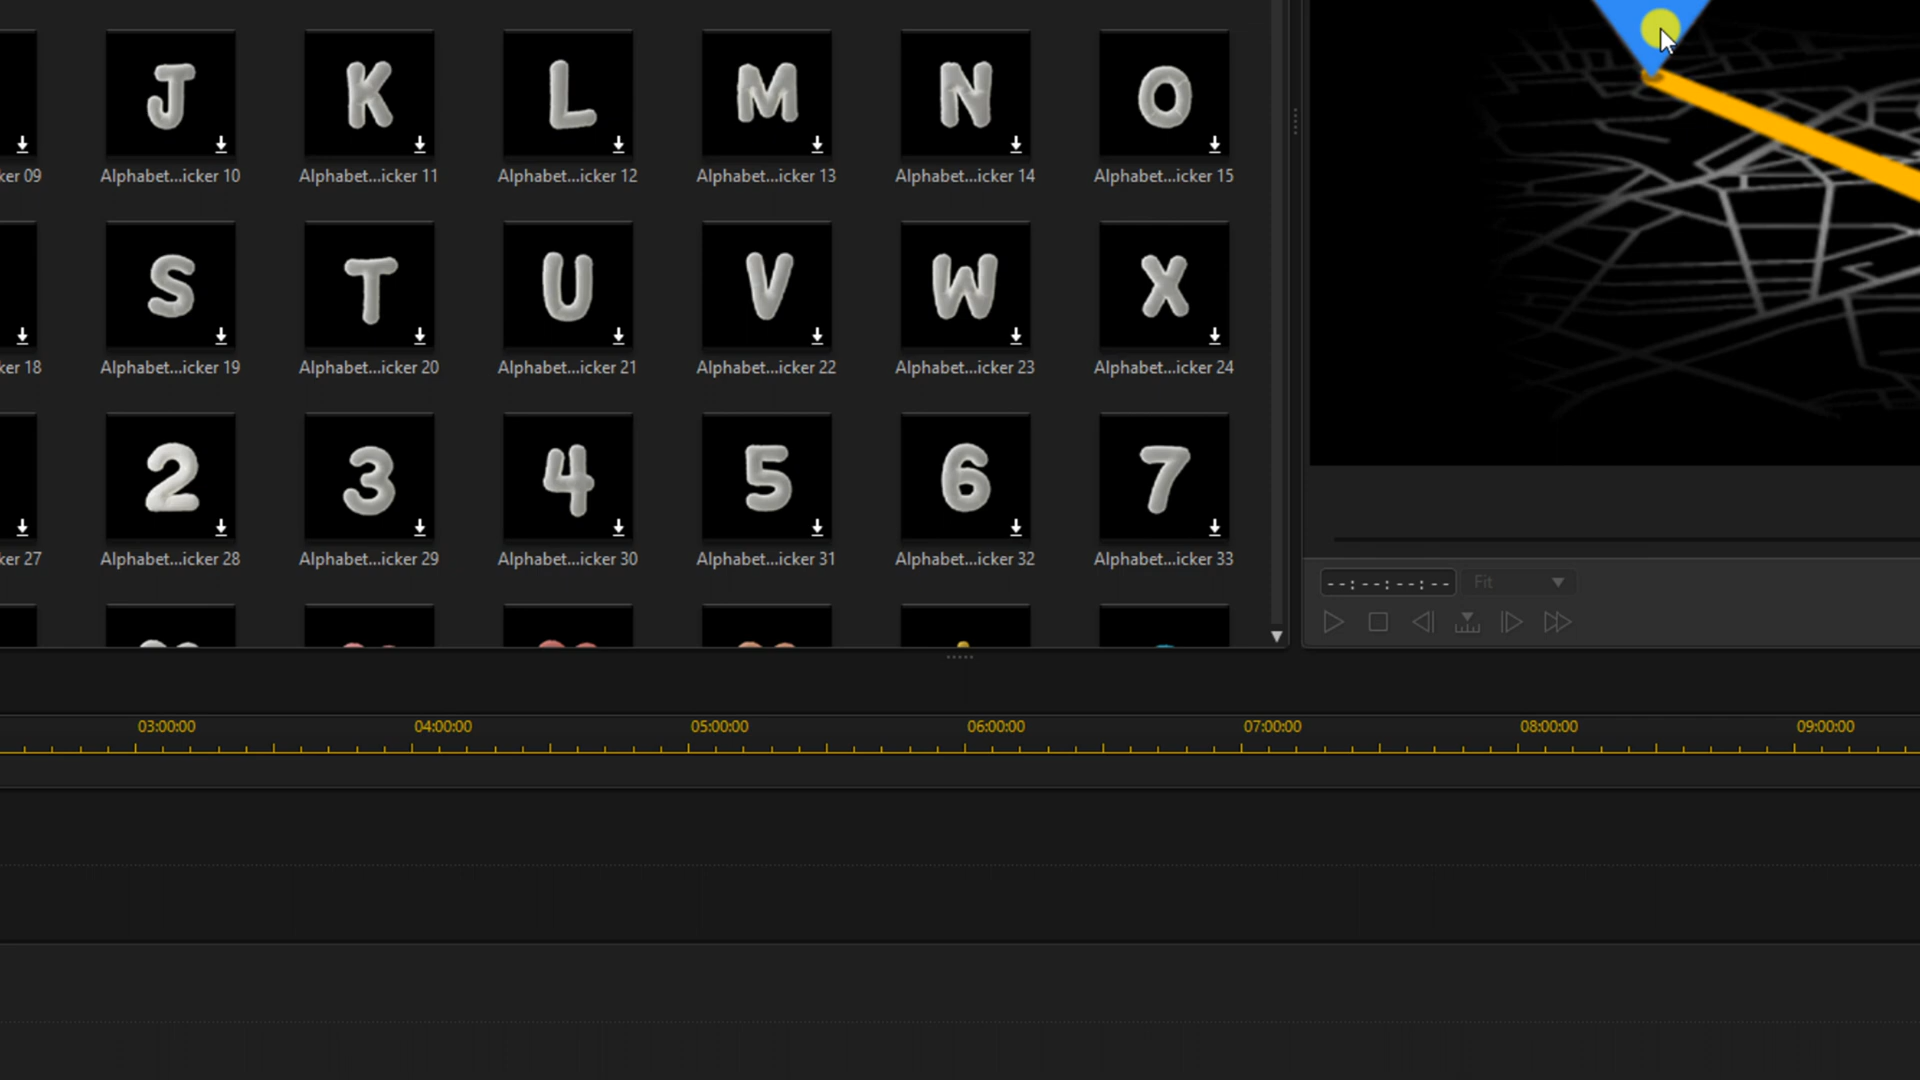 J K L M N O
ker 09 Alphabet...icker 10 Alphabet...icker 11 Alphabet...icker 12 Alphabet...icker 13 Alphabet...icker 14 Alphabet...icker 15
S T U V W X
ker 18 Alphabet...icker 19 Alphabet...icker 20 Alphabet...icker 21 Alphabet...icker 22 Alphabet...icker 23 Alphabet...icker 24
2 3 4 5 6 7
ker 27 Alphabet...icker 28 Alphabet...icker 29 Alphabet...icker 30 Alphabet...icker 31 Alphabet...icker 32 Alphabet...icker 33
--:--:--:-- Fit
03:00:00 04:00:00 05:00:00 06:00:00 07:00:00 08:00:00 09:00:00